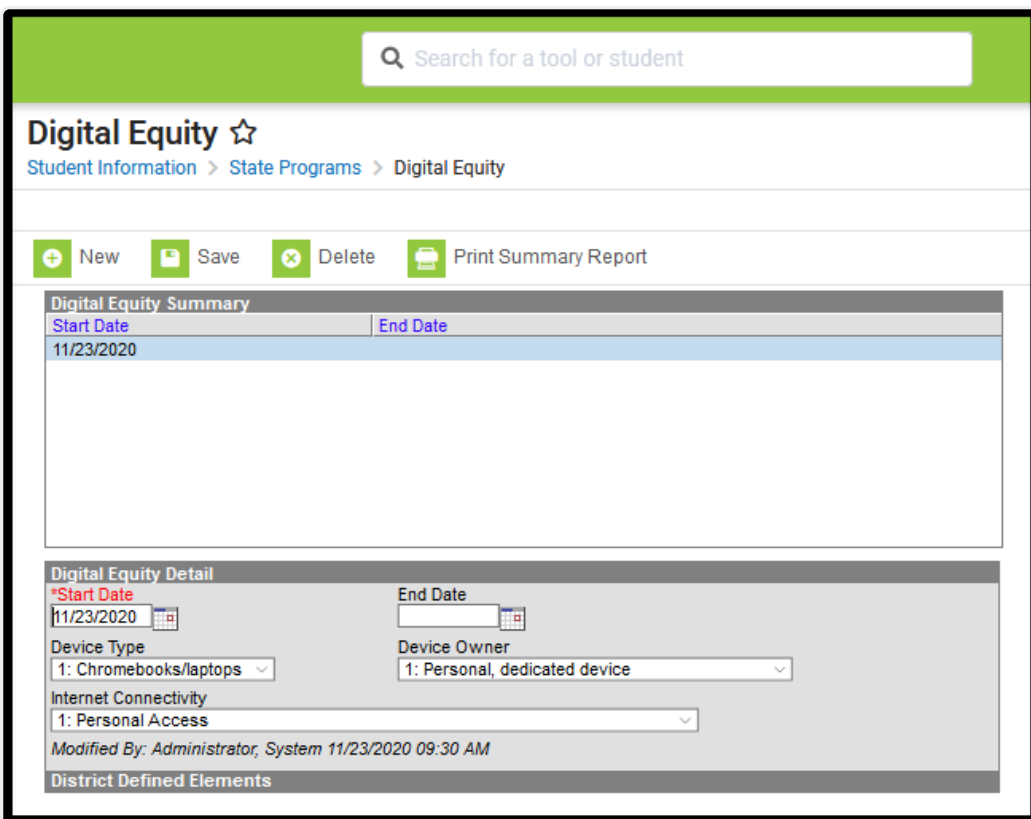 Search for a tool or student
Digital Equity
Student Information > State Programs > Digital Equity
New Save Delete Print Summary Report
Digital Equity Summary
Start Date End Date
11/23/2020
Digital Equity Detail
*Start Date End Date
11/23/2020
Device Type Device Owner
1: Chromebooks/laptops 1: Personal, dedicated device
Internet Connectivity
1: Personal Access
Modified By: Administrator, System 11/23/2020 09:30 AM
District Defined Elements